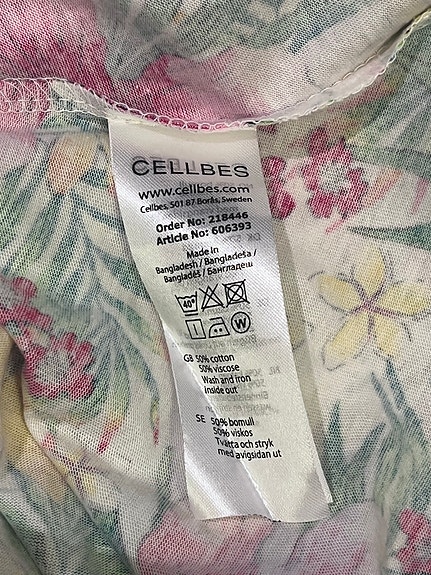 CELLBES
www.cellbes.com
Cellbes, 501 87 Borås, Sweden
Order No: 218446
Article No: 606393
Made in
Bangladesh / Bangladeša /
Bangladēš / Бангладеш
40°
W
GB 50% cotton
50% viscose
Wash and iron
inside out
SE 50% bomull
50% viskos
Tvätta och stryk
med avigsidan ut